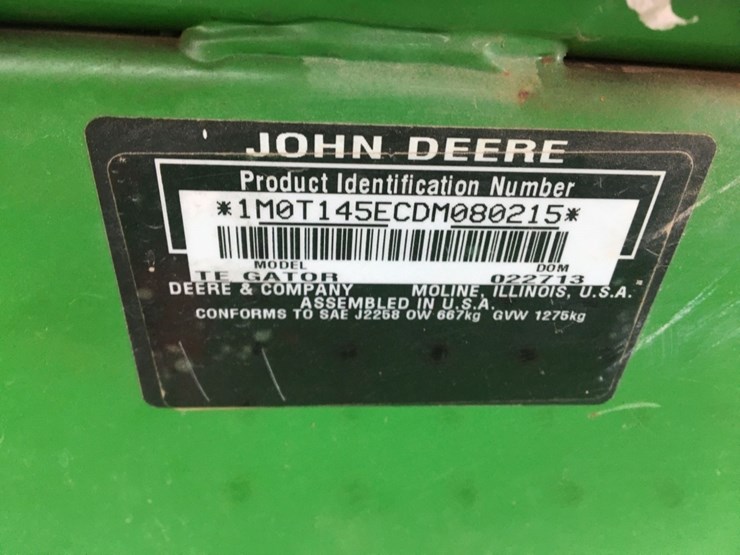 JOHN DEERE
Product Identification Number
*1M0T145ECDM080215*
MODEL DOM
TE GATOR 022713
DEERE & COMPANY MOLINE, ILLINOIS, U.S.A.
ASSEMBLED IN U.S.A.
CONFORMS TO SAE J2258 OW 667kg GVW 1275kg